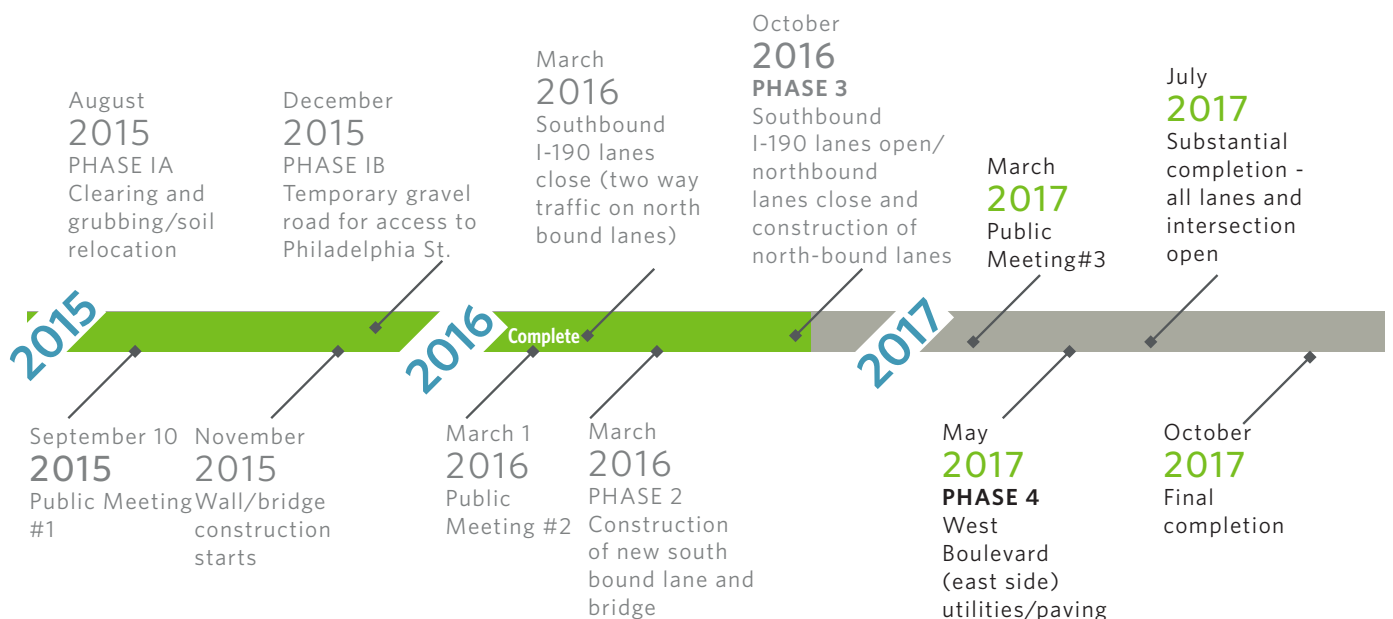 August
2015
PHASE IA
Clearing and
grubbing/soil
relocation
December
2015
PHASE IB
Temporary gravel
road for access to
Philadelphia St.
March
2016
Southbound
I-190 lanes
close (two way
traffic on north
bound lanes)
October
2016
PHASE 3
Southbound
I-190 lanes open/
northbound
lanes close and
construction of
north-bound lanes
March
2017
Public
Meeting#3
July
2017
Substantial
completion -
all lanes and
intersection
open
2015
2016
Complete
2017
September 10
2015
Public Meeting
#1
November
2015
Wall/bridge
construction
starts
March 1
2016
Public
Meeting #2
March
2016
PHASE 2
Construction
of new south
bound lane and
bridge
May
2017
PHASE 4
West
Boulevard
(east side)
utilities/paving
October
2017
Final
completion